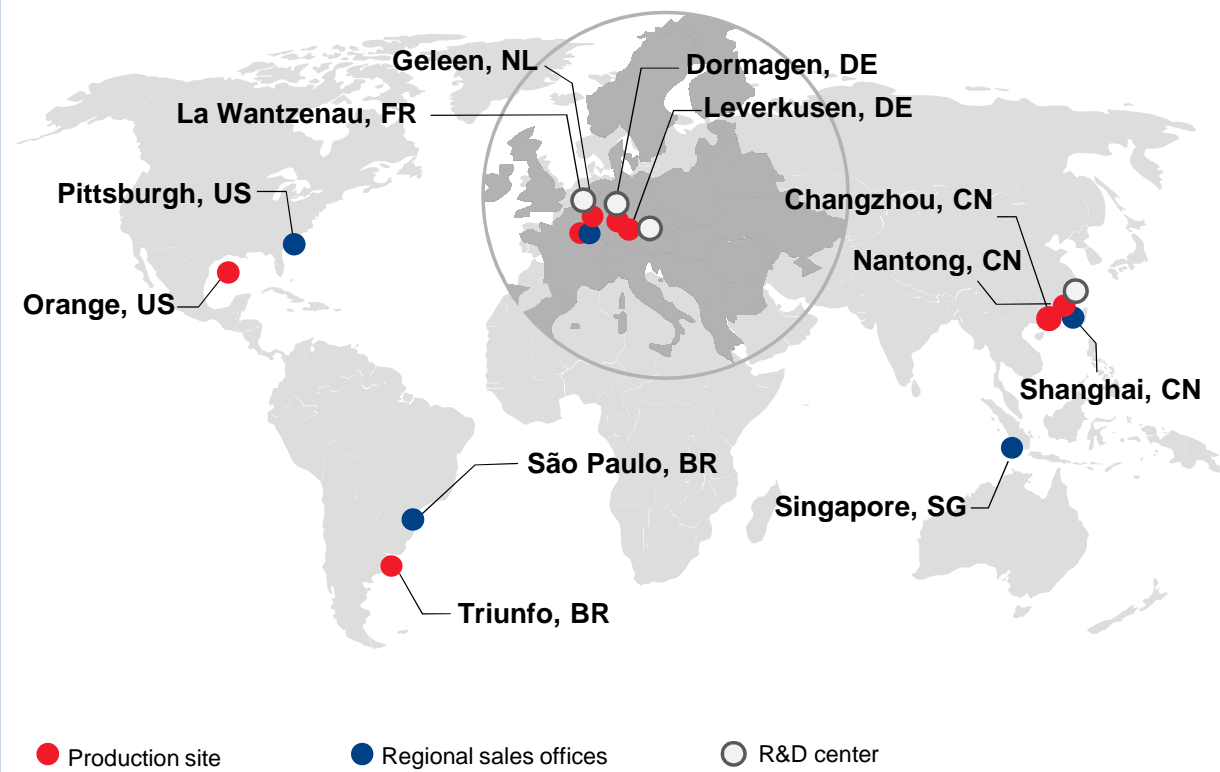 Geleen, NL
Dormagen, DE
La Wantzenau, FR
Leverkusen, DE
Pittsburgh, US
Changzhou, CN
Nantong, CN
Orange, US
Shanghai, CN
São Paulo, BR
Singapore, SG
Triunfo, BR
Production site
Regional sales offices
R&D center